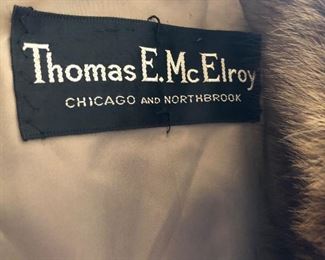 Thomas E. McElroy
CHICAGO AND NORTHBROOK